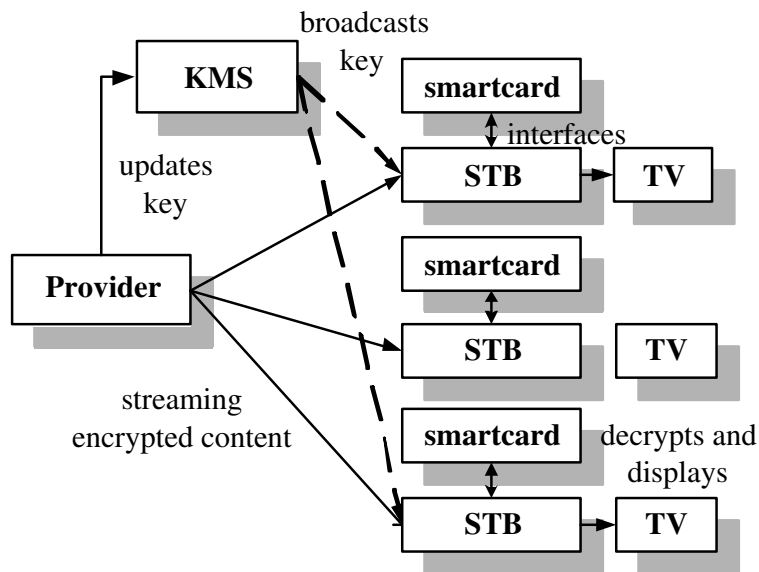 broadcasts
key
KMS
smartcard
interfaces
updates
key
STB
TV
Provider
smartcard
STB
TV
streaming
encrypted content
smartcard
decrypts and
displays
STB
TV